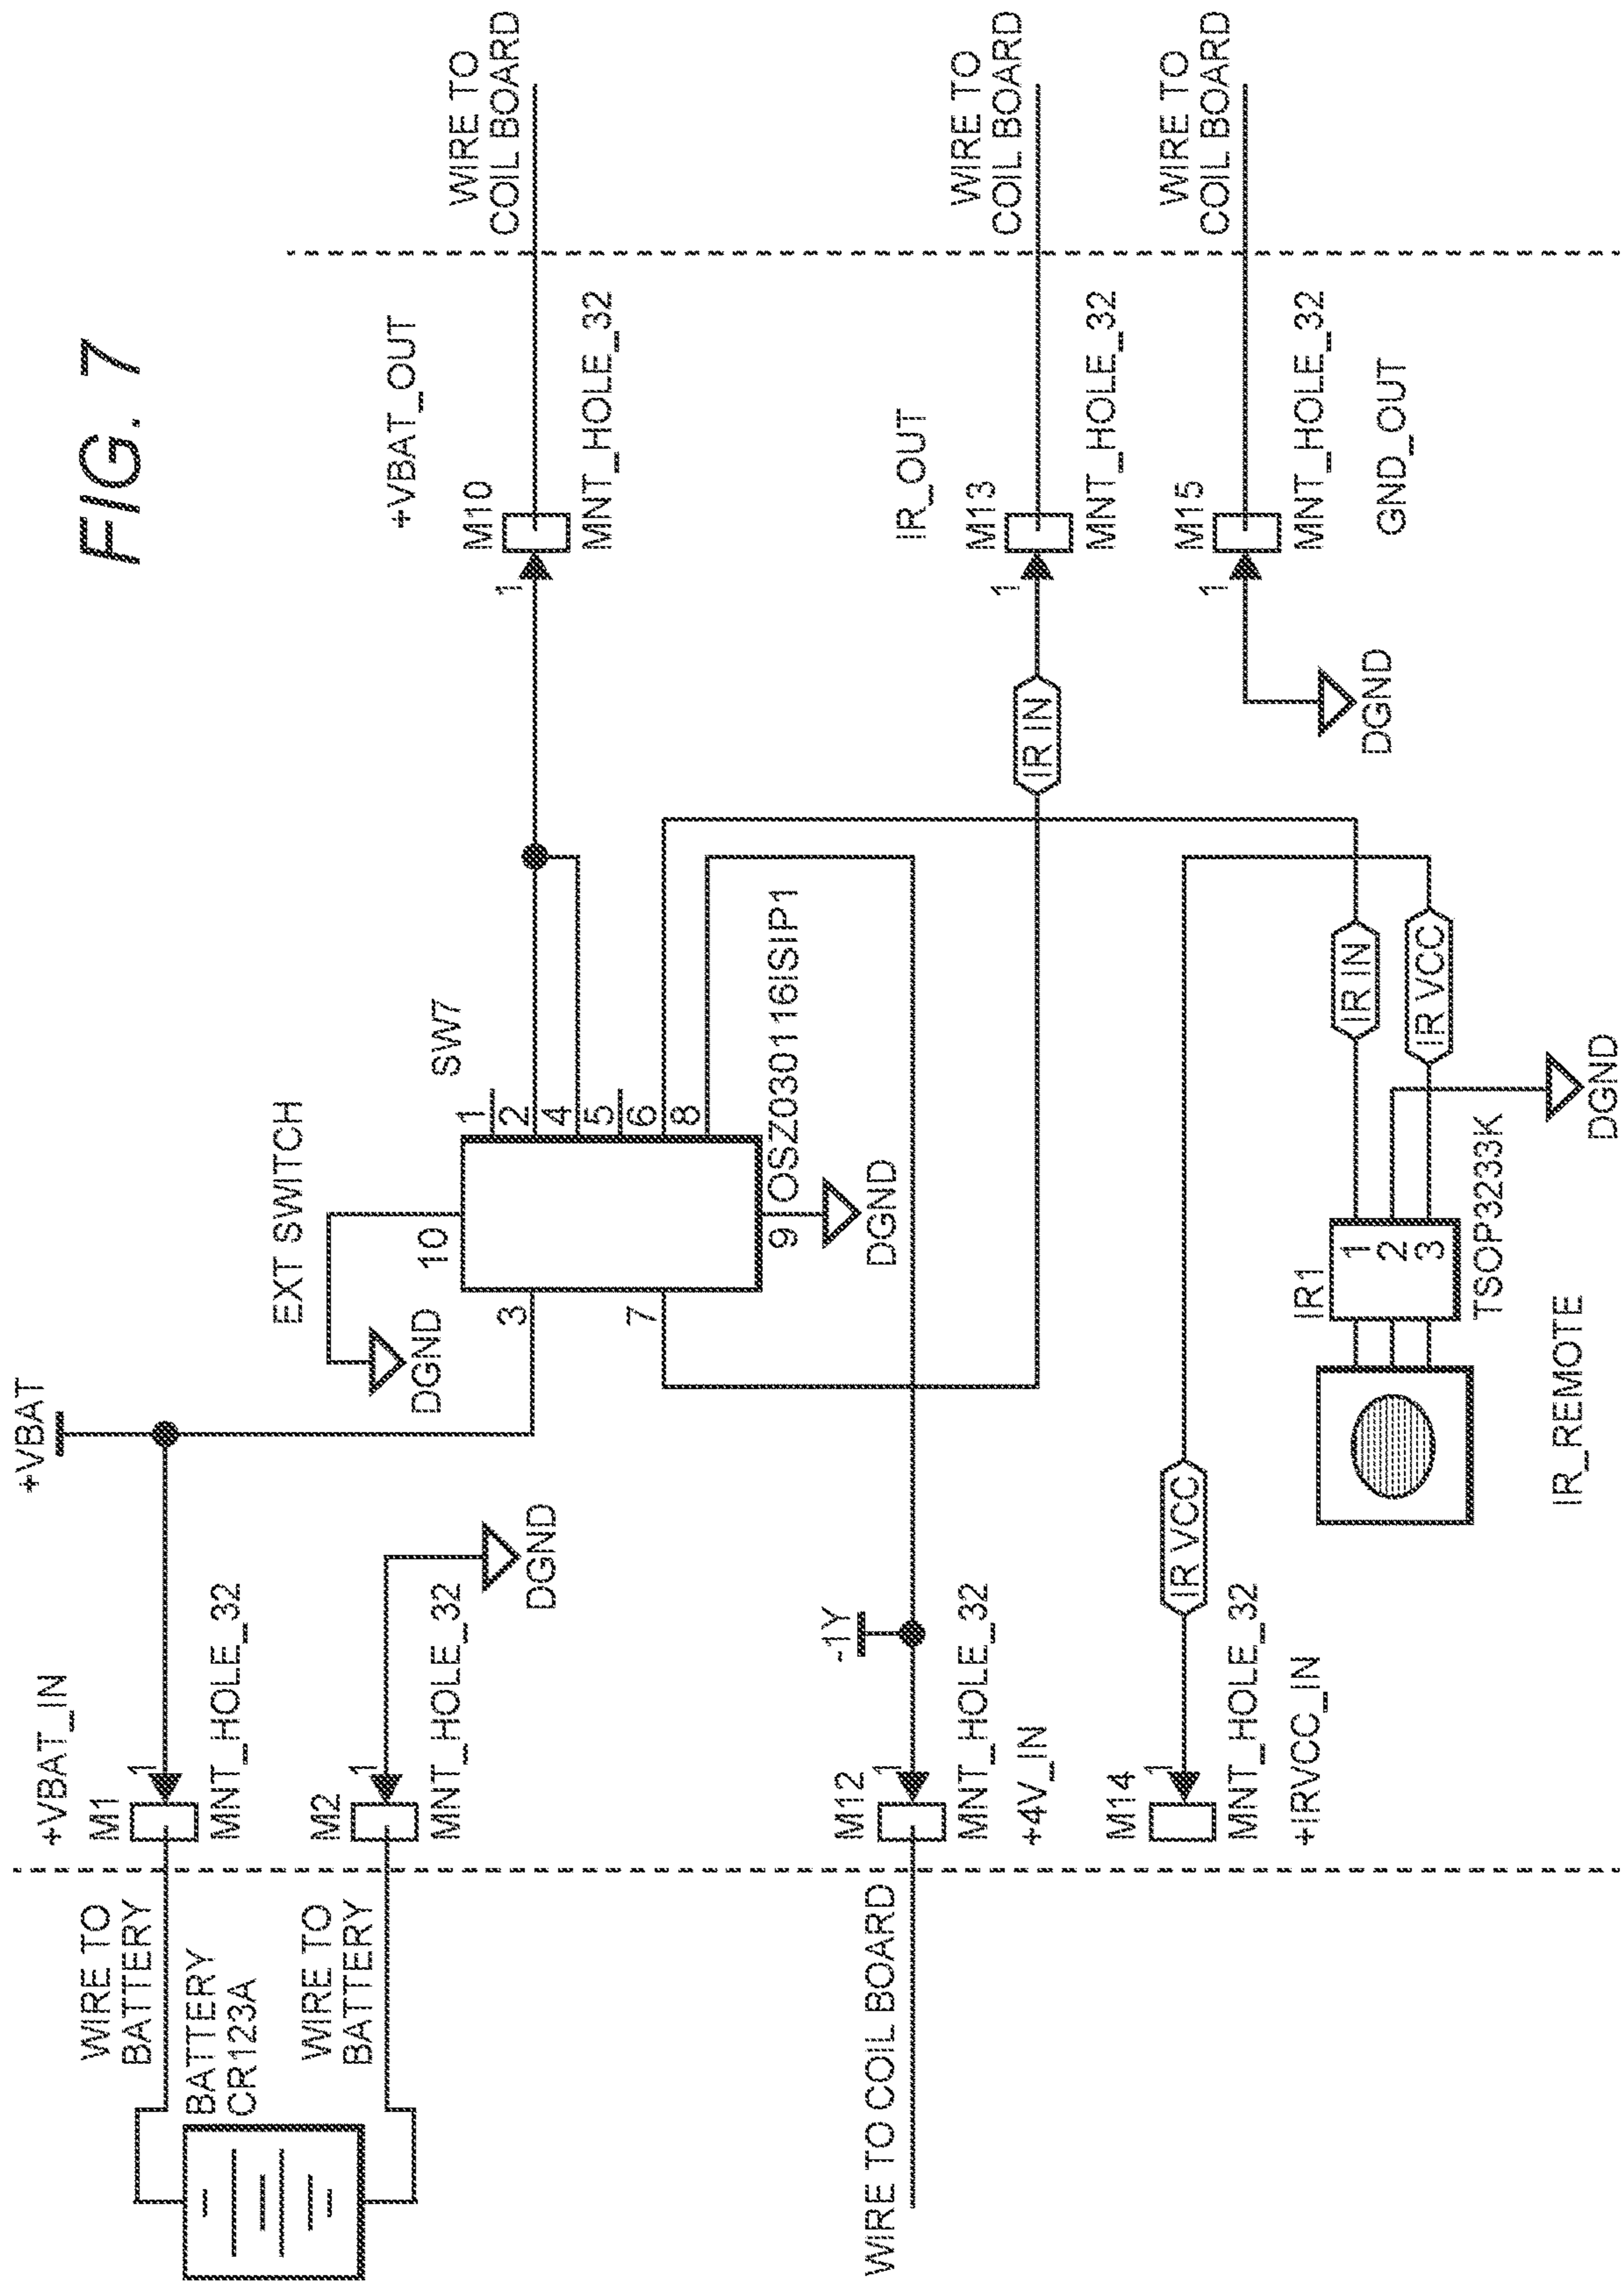 FIG. 7
+VBAT
+VBAT_IN
M1
1
MNT_HOLE_32
WIRE TO
BATTERY
BATTERY
CR123A
WIRE TO
BATTERY
M2
1
MNT_HOLE_32
DGND
EXT SWITCH
DGND
10
SW7
1
2
4
5
6
8
3
7
9
OSZ030116ISIP1
DGND
+VBAT_OUT
M10
1
MNT_HOLE_32
WIRE TO
COIL BOARD
IR_OUT
M13
1
MNT_HOLE_32
IR IN
WIRE TO
COIL BOARD
M15
1
MNT_HOLE_32
GND_OUT
DGND
WIRE TO
COIL BOARD
WIRE TO COIL BOARD
M12
1
MNT_HOLE_32
+4V_IN
-1Y
M14
1
MNT_HOLE_32
+IRVCC_IN
IR VCC
IR IN
IR VCC
IR1
1
2
3
TSOP3233K
DGND
IR_REMOTE